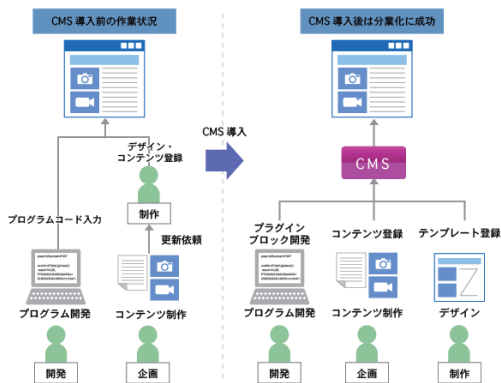 CMS 導入前の作業状況
デザイン・
コンテンツ登録
制作
プログラムコード入力
更新依頼
プログラム開発
コンテンツ制作
開発
企画
CMS 導入
CMS 導入後は分業化に成功
CMS
プラグイン
ブロック開発
コンテンツ登録
テンプレート登録
プログラム開発
コンテンツ制作
デザイン
開発
企画
制作